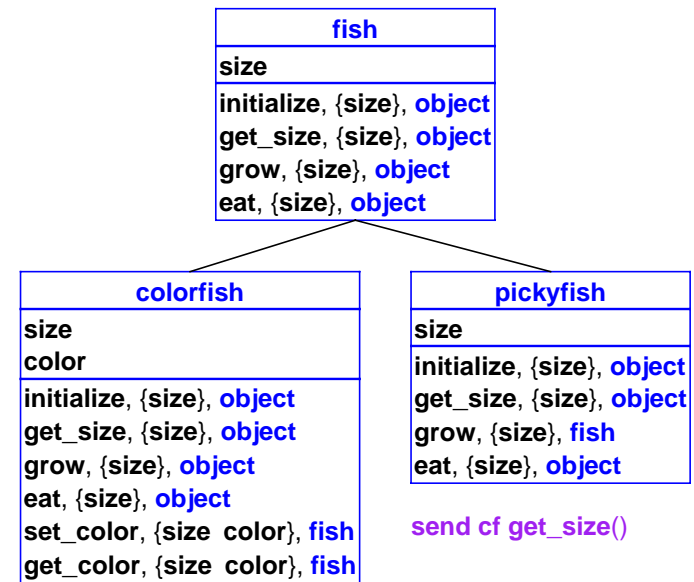 fish
size
initialize, {size}, object
get_size, {size}, object
grow, {size}, object
eat, {size}, object
colorfish
size
color
initialize, {size}, object
get_size, {size}, object
grow, {size}, object
eat, {size}, object
set_color, {size color}, fish
get_color, {size color}, fish
pickyfish
size
initialize, {size}, object
get_size, {size}, object
grow, {size}, fish
eat, {size}, object
send cf get_size()